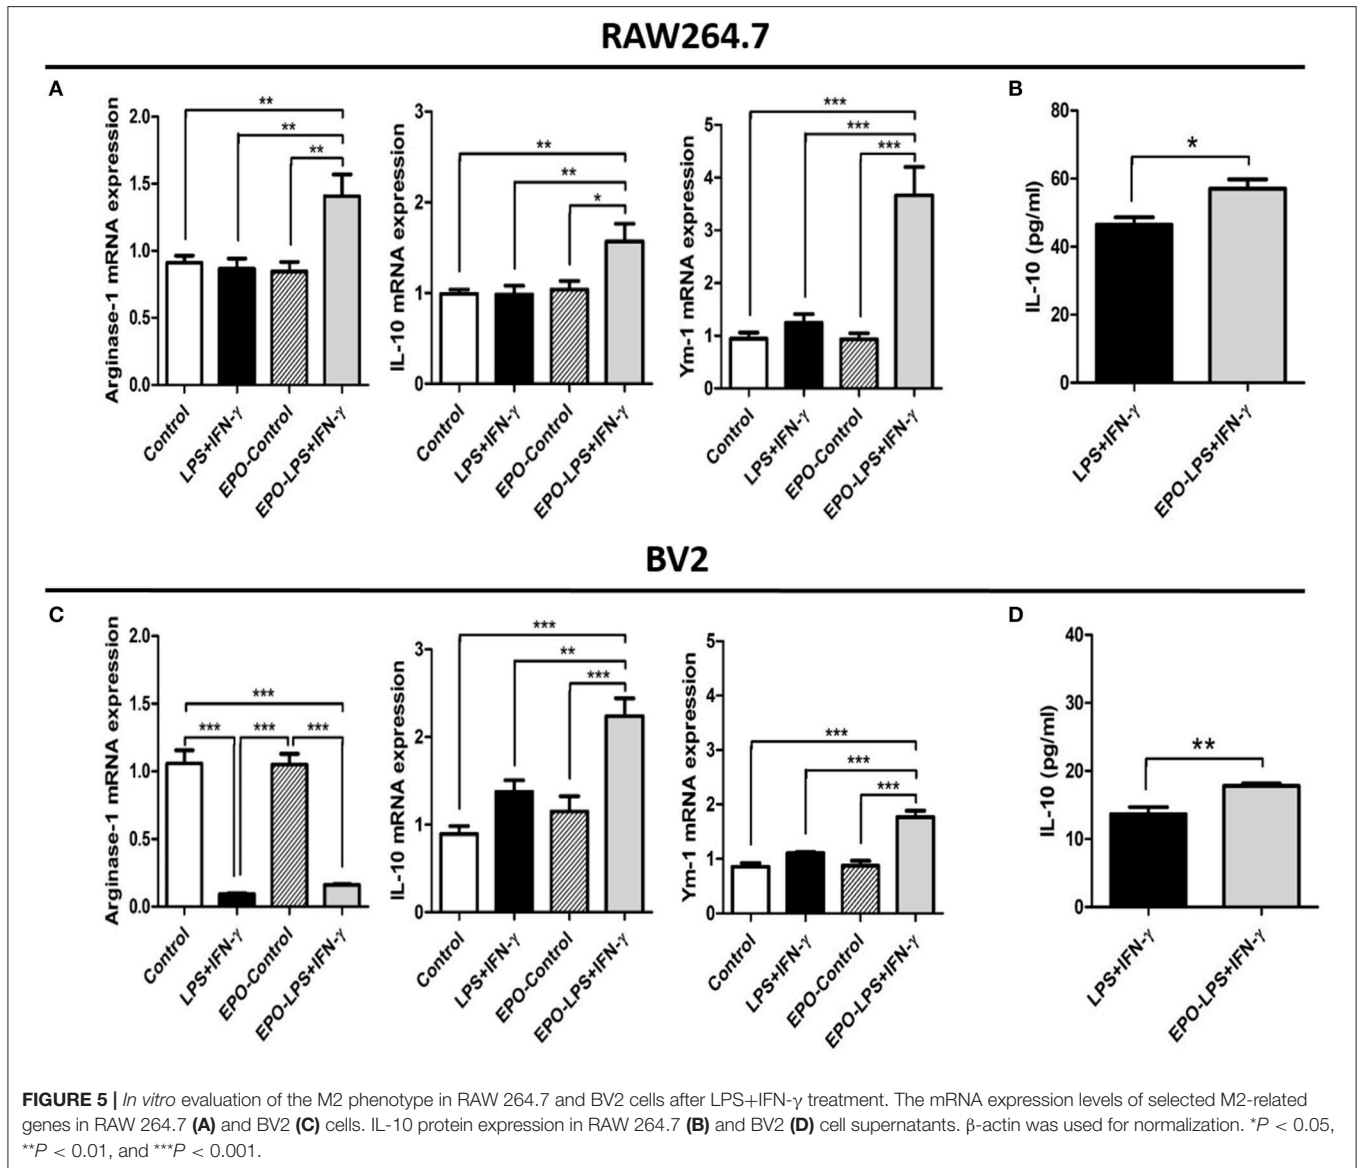 RAW264.7
A
Arginase-1 mRNA expression
2.0
1.5
1.0
0.5
0.0
**
**
**
Control
LPS+IFN-γ
EPO-Control
EPO-LPS+IFN-γ
IL-10 mRNA expression
3
2
1
0
**
**
*
Control
LPS+IFN-γ
EPO-Control
EPO-LPS+IFN-γ
Ym-1 mRNA expression
5
4
3
2
1
0
***
***
***
Control
LPS+IFN-γ
EPO-Control
EPO-LPS+IFN-γ
B
IL-10 (pg/ml)
80
60
40
20
0
*
LPS+IFN-γ
EPO-LPS+IFN-γ
BV2
C
Arginase-1 mRNA expression
2.0
1.5
1.0
0.5
0.0
***
*** *** ***
Control
LPS+IFN-γ
EPO-Control
EPO-LPS+IFN-γ
IL-10 mRNA expression
3
2
1
0
***
**
***
Control
LPS+IFN-γ
EPO-Control
EPO-LPS+IFN-γ
Ym-1 mRNA expression
5
4
3
2
1
0
***
***
***
Control
LPS+IFN-γ
EPO-Control
EPO-LPS+IFN-γ
D
IL-10 (pg/ml)
40
30
20
10
0
**
LPS+IFN-γ
EPO-LPS+IFN-γ
FIGURE 5 | In vitro evaluation of the M2 phenotype in RAW 264.7 and BV2 cells after LPS+IFN-γ treatment. The mRNA expression levels of selected M2-related
genes in RAW 264.7 (A) and BV2 (C) cells. IL-10 protein expression in RAW 264.7 (B) and BV2 (D) cell supernatants. β-actin was used for normalization. *P < 0.05,
**P < 0.01, and ***P < 0.001.